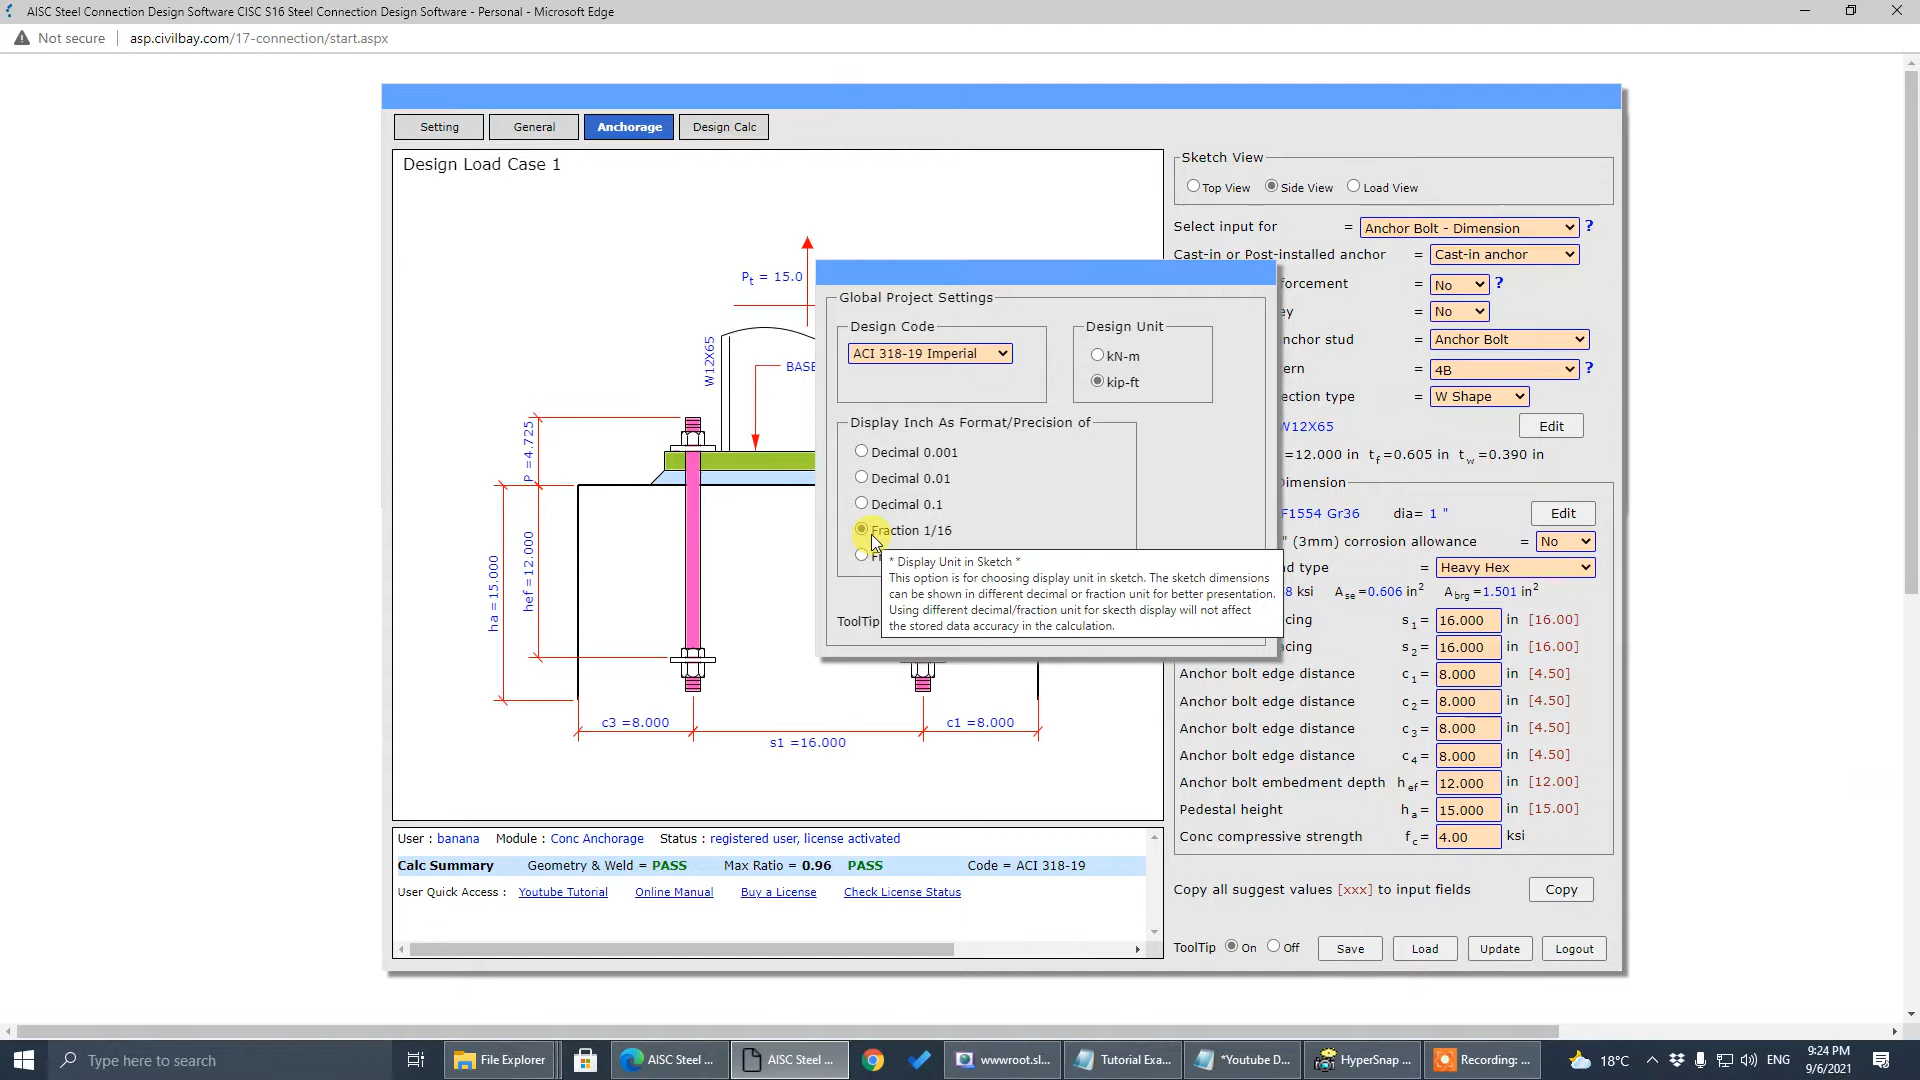 AISC Steel Connection Design Software CISC S16 Steel Connection Design Software - Personal - Microsoft Edge
Not secure asp.civilbay.com/17-connection/start.aspx
Setting General Anchorage Design Calc
Design Load Case 1
Pt = 15.0
W12X65
BASE
P =4.725
hef =12.000
ha=15.000
c3 =8.000
c1 =8.000
s1 =16.000
Global Project Settings
Design Code
ACI 318-19 Imperial
Design Unit
kN-m
kip-ft
Display Inch As Format/Precision of
Decimal 0.001
Decimal 0.01
Decimal 0.1
Fraction 1/16
* Display Unit in Sketch *
This option is for choosing display unit in sketch. The sketch dimensions
can be shown in different decimal or fraction unit for better presentation.
Using different decimal/fraction unit for skecth display will not affect
the stored data accuracy in the calculation.
ToolTip
Sketch View
Top View Side View Load View
Select input for = Anchor Bolt - Dimension ?
Cast-in or Post-installed anchor = Cast-in anchor
forcement = No ?
ey = No
nchor stud = Anchor Bolt
ern = 4B ?
ection type = W Shape
W12X65 Edit
=12.000 in tf=0.605 in tw=0.390 in
Dimension
F1554 Gr36 dia= 1 " Edit
" (3mm) corrosion allowance = No
d type = Heavy Hex
8 ksi Ase=0.606 in² Abrg=1.501 in²
cing s1= 16.000 in [16.00]
cing s2= 16.000 in [16.00]
Anchor bolt edge distance c1= 8.000 in [4.50]
Anchor bolt edge distance c2= 8.000 in [4.50]
Anchor bolt edge distance c3= 8.000 in [4.50]
Anchor bolt edge distance c4= 8.000 in [4.50]
Anchor bolt embedment depth hef= 12.000 in [12.00]
Pedestal height ha= 15.000 in [15.00]
Conc compressive strength fc= 4.00 ksi
Copy all suggest values [xxx] to input fields Copy
ToolTip On Off Save Load Update Logout
User : banana Module : Conc Anchorage Status : registered user, license activated
Calc Summary Geometry & Weld = PASS Max Ratio = 0.96 PASS Code = ACI 318-19
User Quick Access : Youtube Tutorial Online Manual Buy a License Check License Status
Type here to search File Explorer AISC Steel ... AISC Steel ... wwwroot.sl... Tutorial Exa... *Youtube D... HyperSnap ... Recording: ... 18°C ENG 9:24 PM
9/6/2021